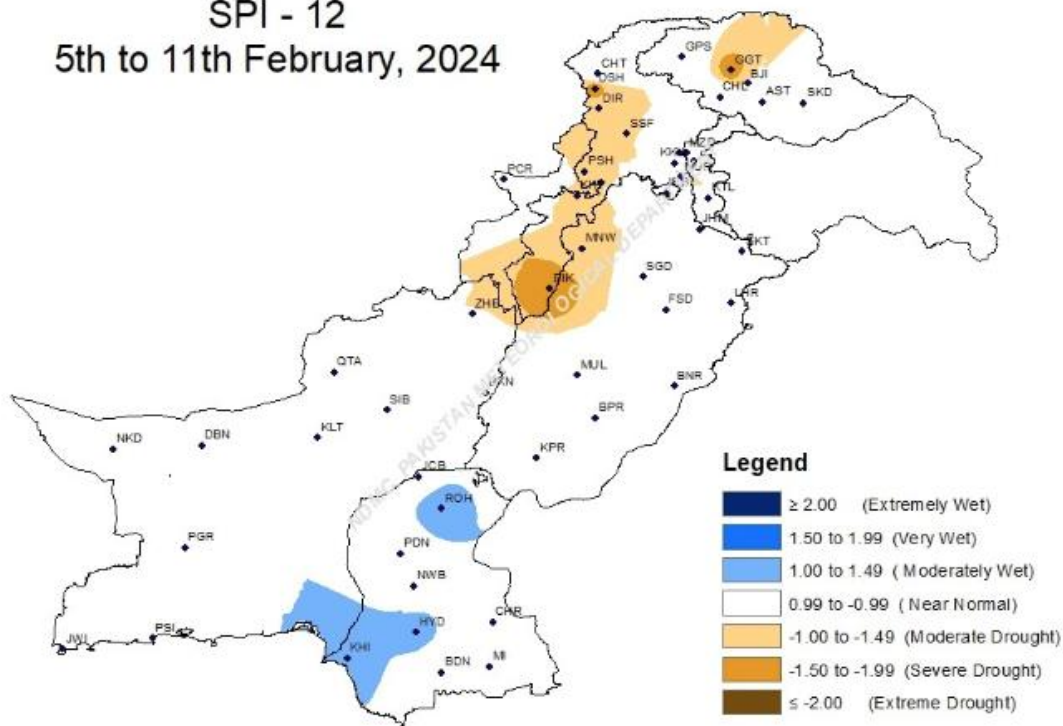 SPI - 12
5th to 11th February, 2024
GPS
CHT
GGT
DSH
BJI
CHL
DIR
AST
SKD
SSF
PSH
PCR
MNW
JHM
SKT
SGD
DIK
LHR
ZHB
FSD
QTA
MUL
BNR
SIB
BPR
KLT
NKD
DBN
KPR
JCB
ROH
PGR
PDN
NWB
CHR
HYD
PSI
JWI
KHI
BDN
MI
NDMC, PAKISTAN METEOROLOGICAL DEPARTMENT
Legend
≥ 2.00 (Extremely Wet)
1.50 to 1.99 (Very Wet)
1.00 to 1.49 ( Moderately Wet)
0.99 to -0.99 ( Near Normal)
-1.00 to -1.49 (Moderate Drought)
-1.50 to -1.99 (Severe Drought)
≤ -2.00 (Extreme Drought)